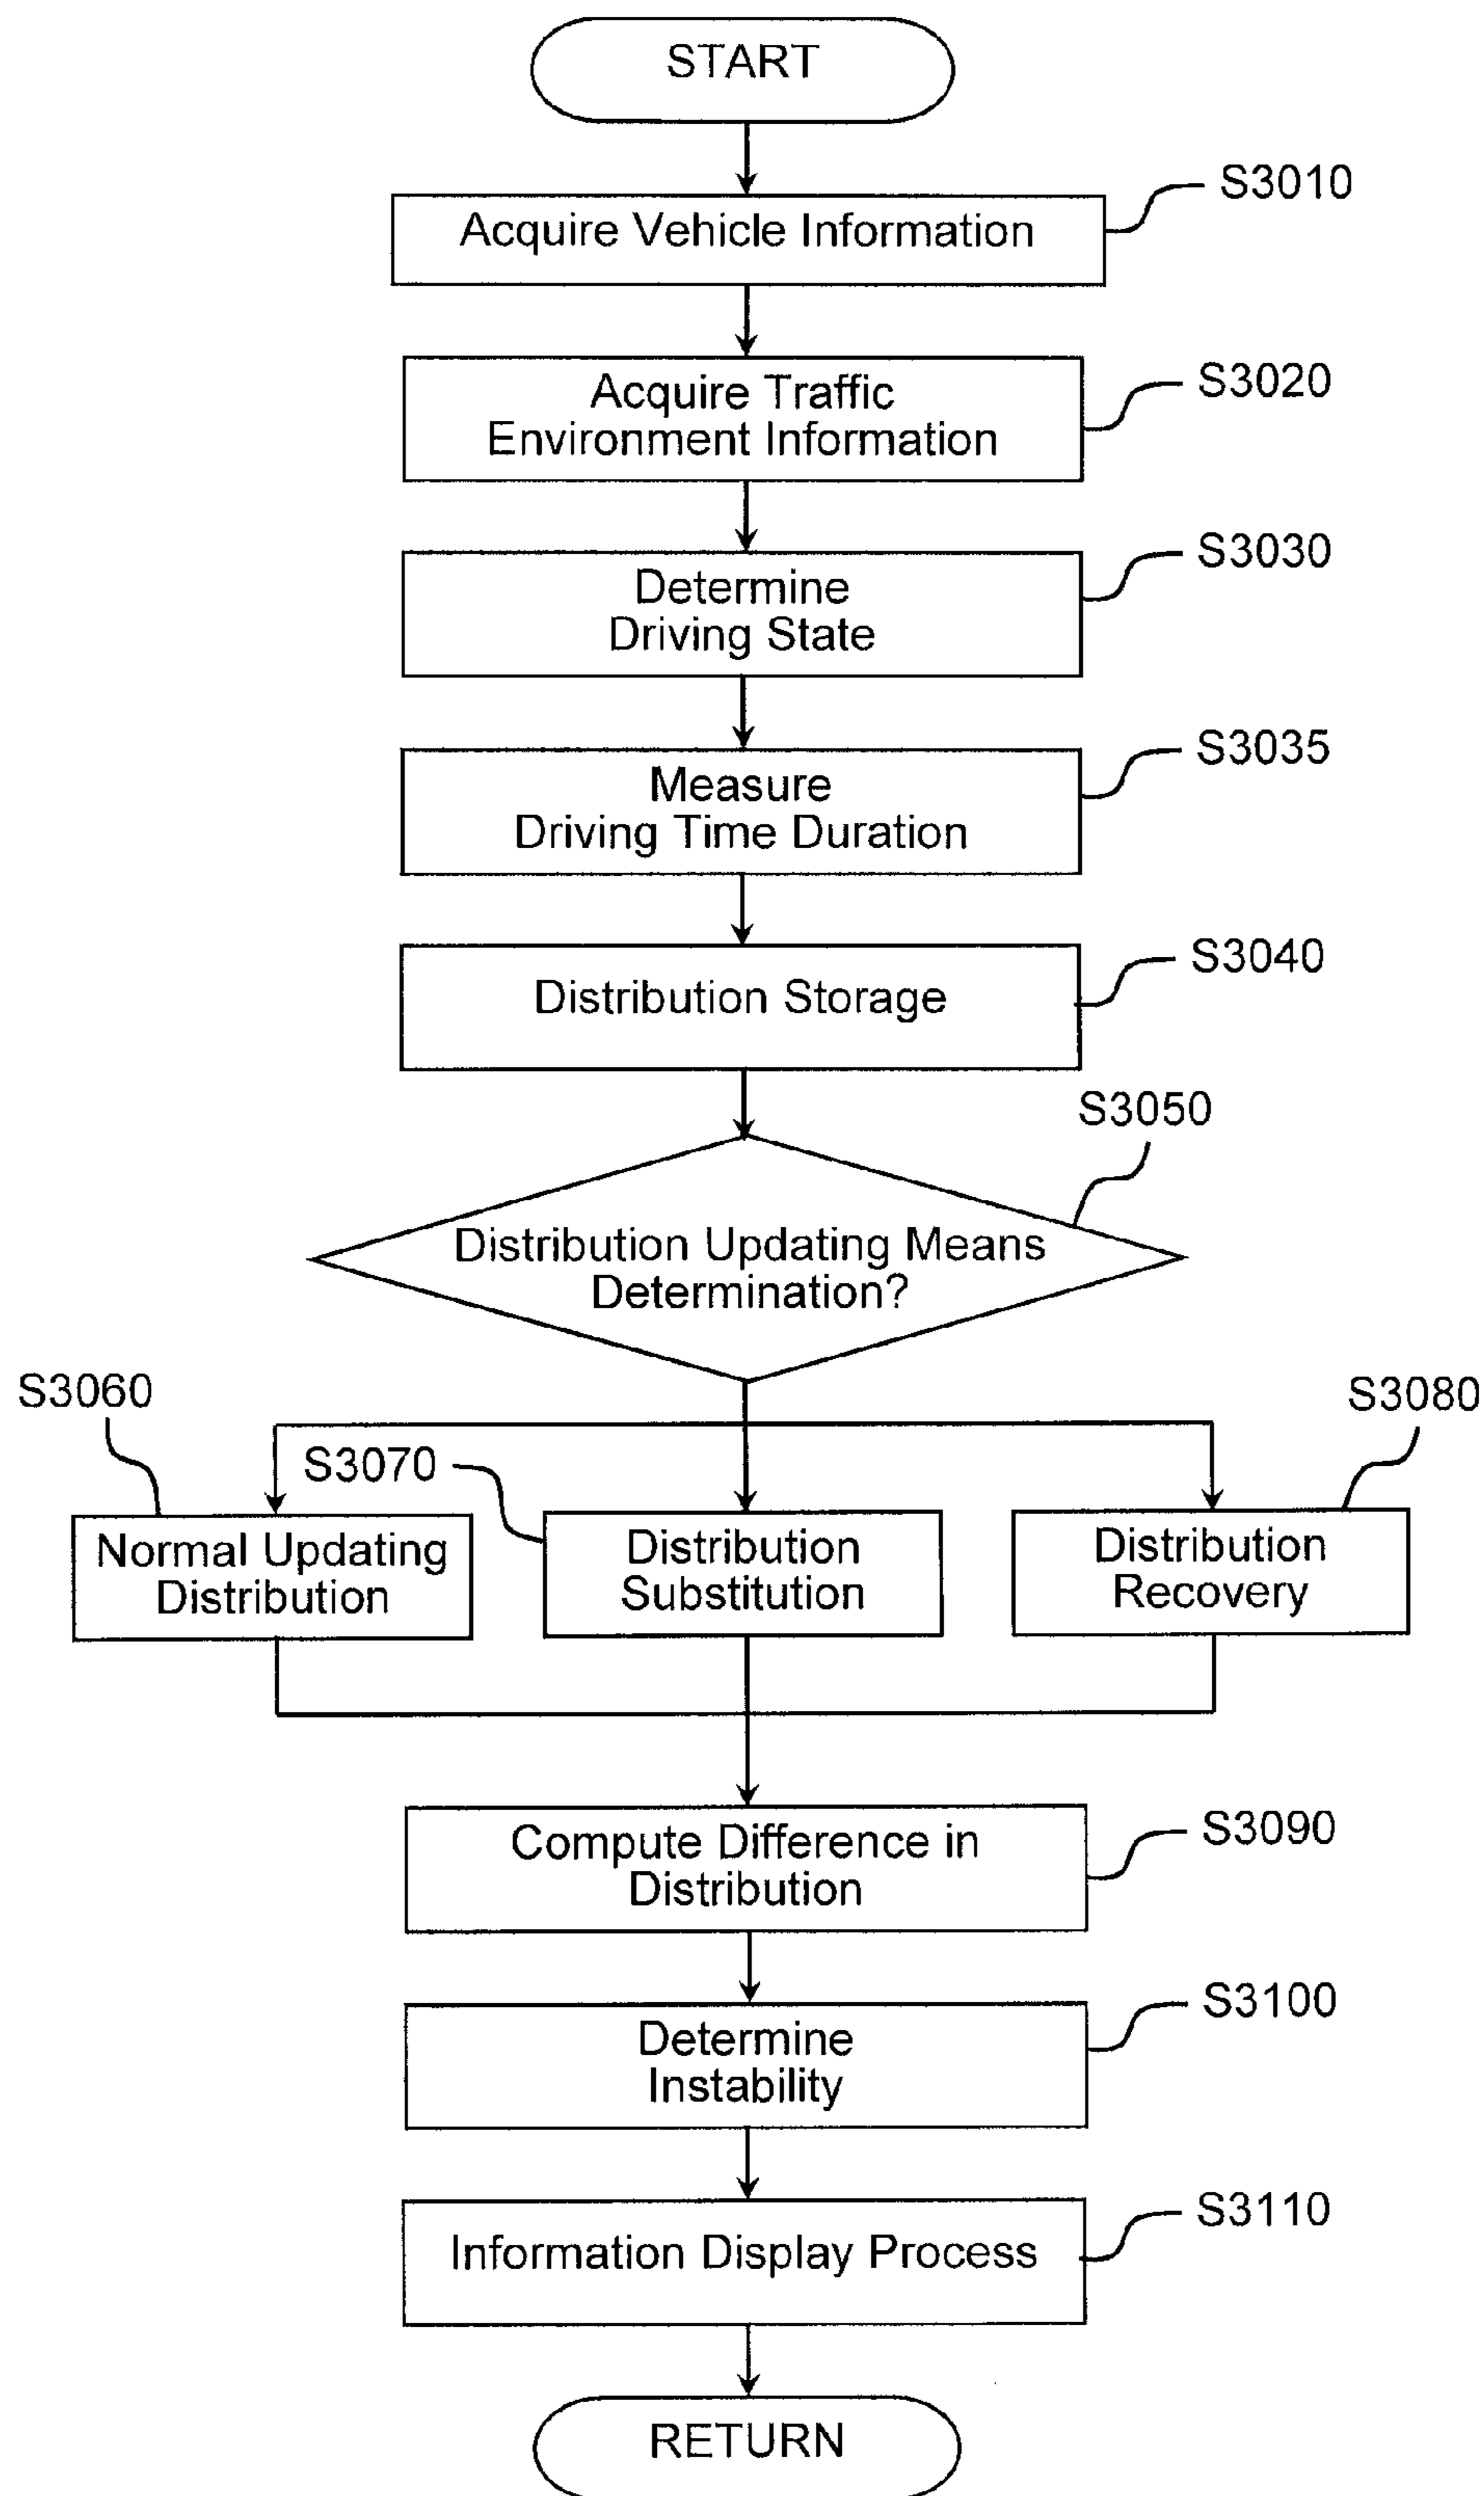 START
S3010
Acquire Vehicle Information
S3020
Acquire Traffic
Environment Information
S3030
Determine
Driving State
S3035
Measure
Driving Time Duration
S3040
Distribution Storage
S3050
Distribution Updating Means
Determination?
S3060
S3070
S3080
Normal Updating
Distribution
Distribution
Substitution
Distribution
Recovery
S3090
Compute Difference in
Distribution
S3100
Determine
Instability
S3110
Information Display Process
RETURN